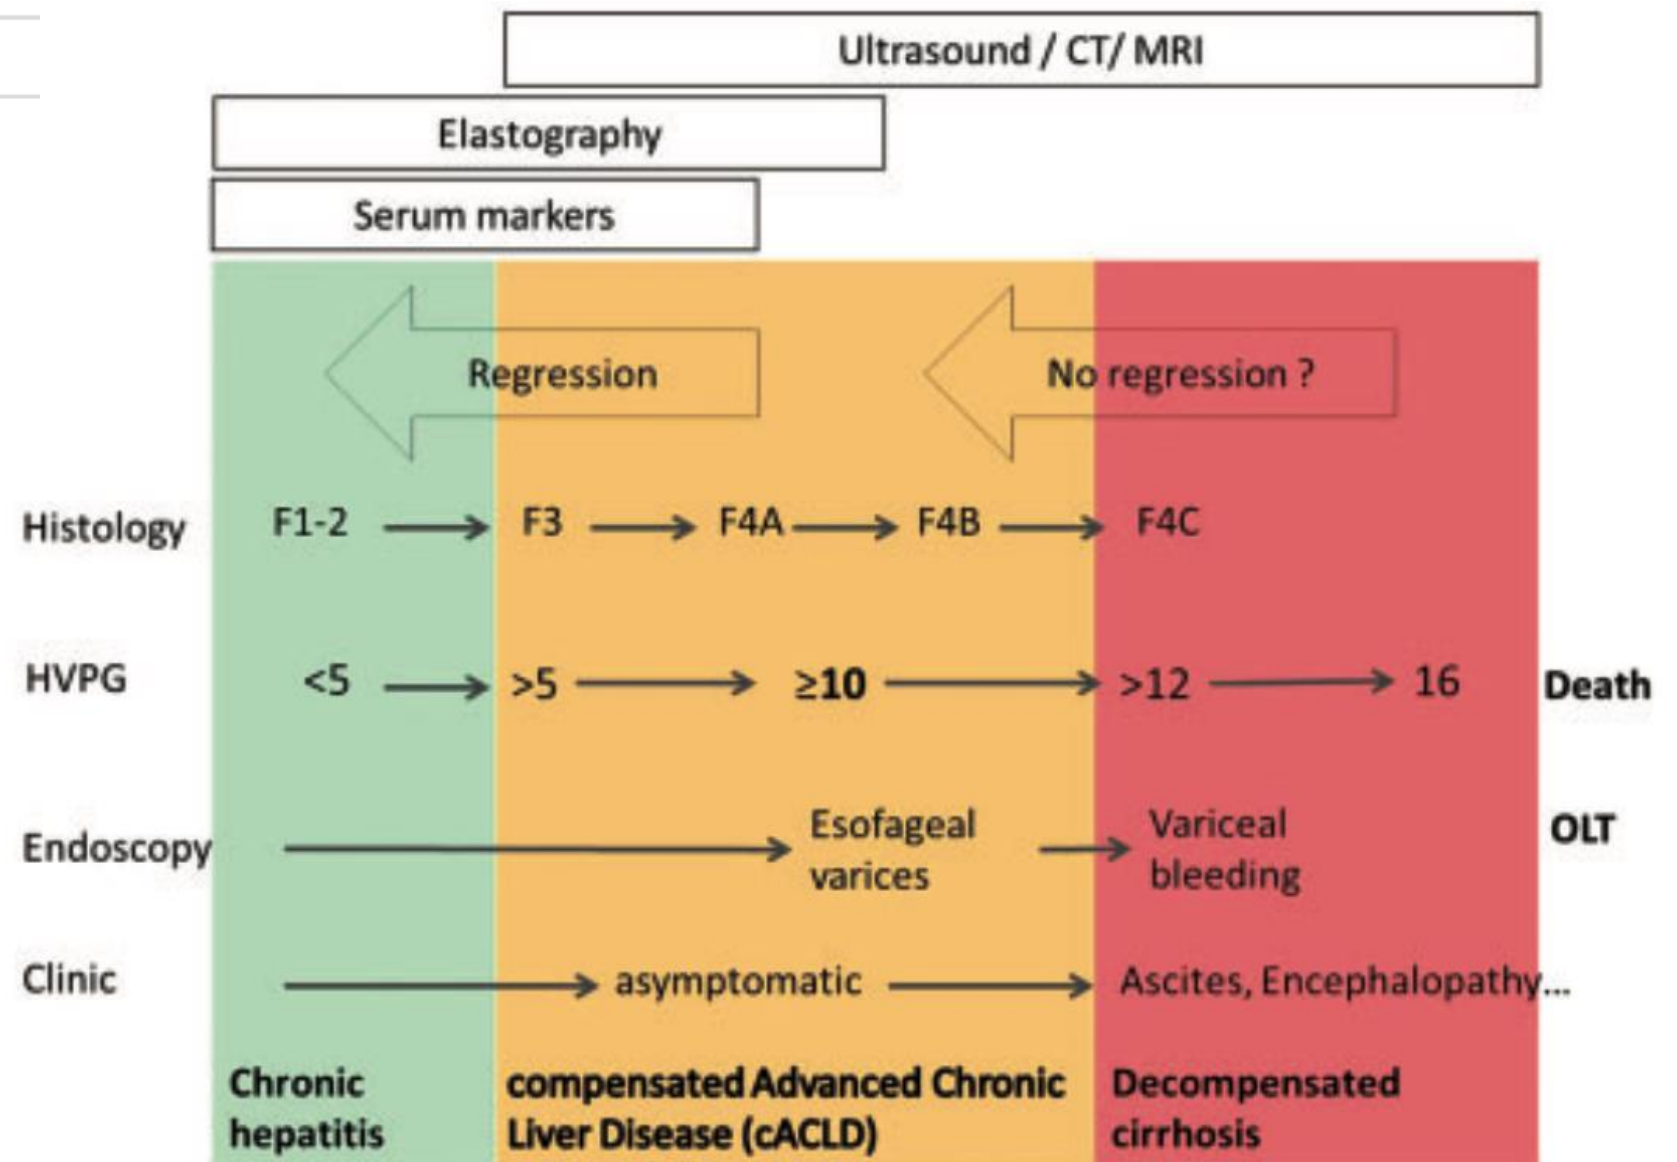 Ultrasound / CT/ MRI
Elastography
Serum markers
Regression
No regression ?
Histology F1-2 F3 F4A F4B F4C
HVPG <5 >5 ≥10 >12 16 Death
Endoscopy Esofageal varices Variceal bleeding OLT
Clinic asymptomatic Ascites, Encephalopathy...
Chronic
hepatitis
compensated Advanced Chronic
Liver Disease (cACLD)
Decompensated
cirrhosis